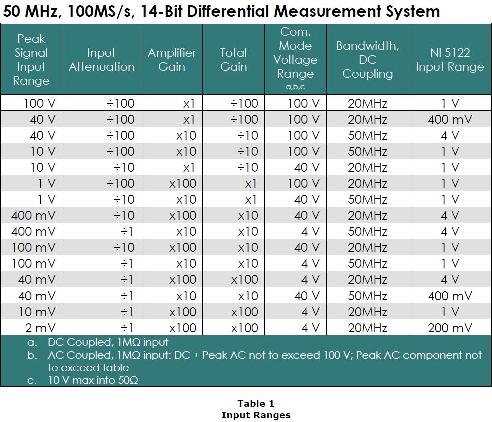 50 MHz, 100MS/s, 14-Bit Differential Measurement System
Peak Signal Input Range Input Attenuation Amplifier Gain Total Gain Com. Mode Voltage Range a,b,c Bandwidth, DC Coupling NI 5122 Input Range
100 V ÷100 x1 ÷100 100 V 20MHz 1 V
40 V ÷100 x1 ÷100 100 V 20MHz 400 mV
40 V ÷100 x10 ÷10 100 V 50MHz 4 V
10 V ÷100 x10 ÷10 100 V 50MHz 1 V
10 V ÷10 x1 ÷10 40 V 20MHz 1 V
1 V ÷100 x100 x1 100 V 20MHz 1 V
1 V ÷10 x10 x1 40 V 50MHz 1 V
400 mV ÷10 x100 x10 40 V 20MHz 4 V
400 mV ÷1 x10 x10 4 V 50MHz 4 V
100 mV ÷10 x100 x10 40 V 20MHz 1 V
100 mV ÷1 x10 x10 4 V 50MHz 1 V
40 mV ÷1 x100 x100 4 V 20MHz 4 V
40 mV ÷1 x10 x10 40 V 50MHz 400 mV
10 mV ÷1 x100 x100 4 V 20MHz 1 V
2 mV ÷1 x100 x100 4 V 20MHz 200 mV
a. DC Coupled, 1MΩ input
b. AC Coupled, 1MΩ input: DC + Peak AC not to exceed 100 V; Peak AC component not
to exceed table
c. 10 V max into 50Ω
Table 1
Input Ranges